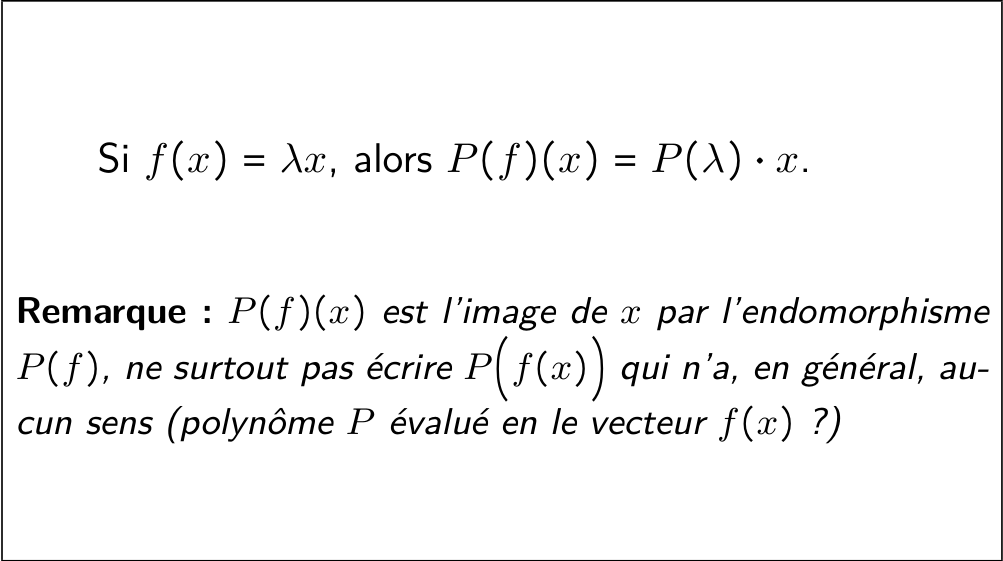 Si f(x) = λx, alors P(f)(x) = P(λ) · x.
Remarque : P(f)(x) est l'image de x par l'endomorphisme
P(f), ne surtout pas écrire P(f(x)) qui n'a, en général, au-
cun sens (polynôme P évalué en le vecteur f(x) ?)